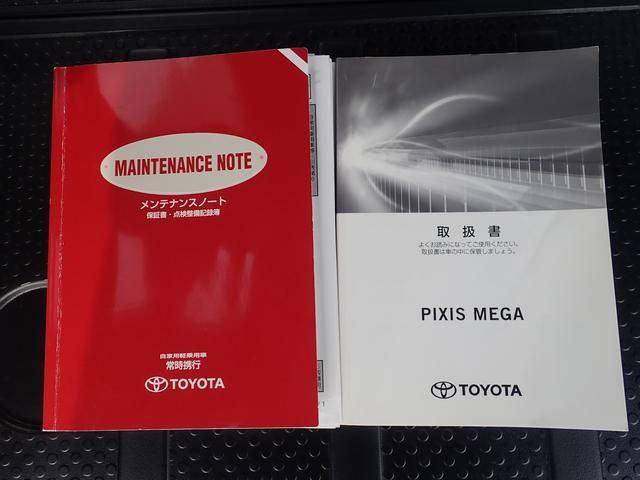 MAINTENANCE NOTE
メンテナンスノート
保証書・点検整備記録簿
自家用軽乗用車
常時携行
TOYOTA
取扱書
よくお読みになってご使用ください。
取扱書は車の中に保管しましょう。
PIXIS MEGA
TOYOTA